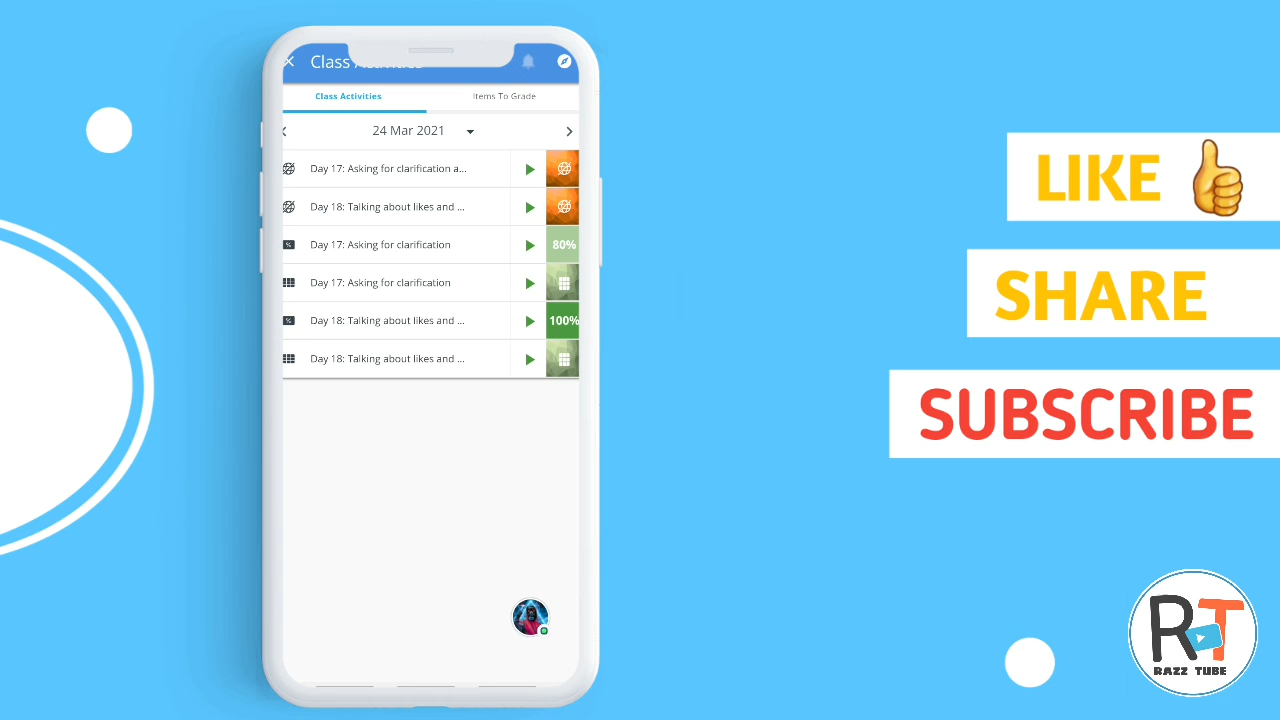 Class Activities
Class Activities
Items To Grade
24 Mar 2021
Day 17: Asking for clarification a...
Day 18: Talking about likes and ...
Day 17: Asking for clarification
80%
Day 17: Asking for clarification
Day 18: Talking about likes and ...
100%
Day 18: Talking about likes and ...
LIKE
SHARE
SUBSCRIBE
RT
RAZZ TUBE